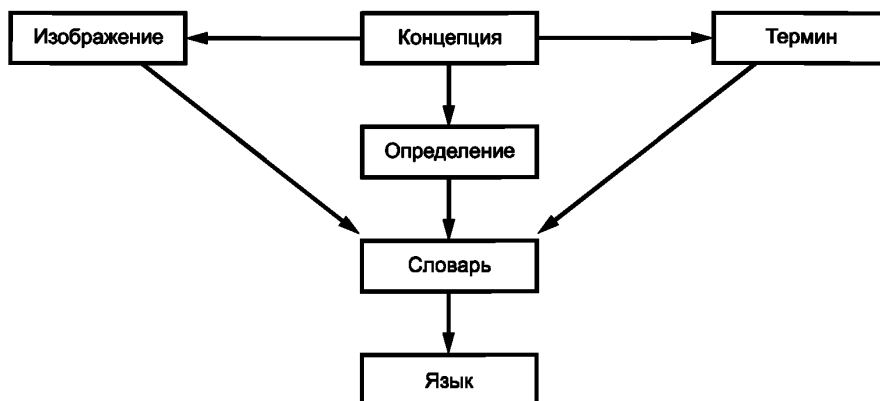 Изображение
Концепция
Термин
Определение
Словарь
Язык